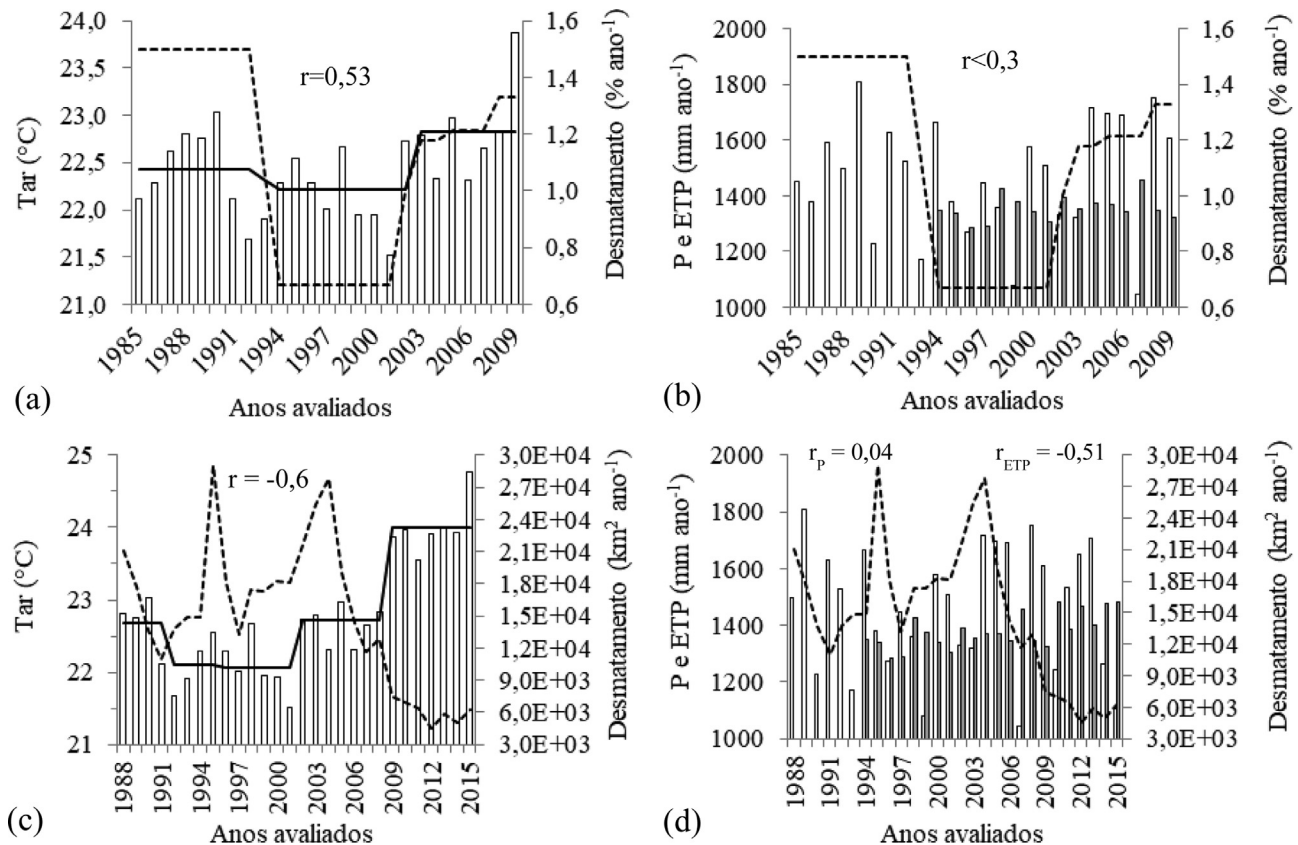 24,0
23,5
23,0
22,5
22,0
21,5
21,0
Tar (°C)
r=0,53
1,6
1,4
1,2
1,0
0,8
0,6
Desmatamento (% ano-1)
1985
1988
1991
1994
1997
2000
2003
2006
2009
(a)
Anos avaliados
2000
1800
1600
1400
1200
1000
P e ETP (mm ano-1)
r<0,3
1,6
1,4
1,2
1,0
0,8
0,6
Desmatamento (% ano-1)
1985
1988
1991
1994
1997
2000
2003
2006
2009
(b)
Anos avaliados
25
24
23
22
21
Tar (°C)
r = -0,6
3,0E+04
2,7E+04
2,4E+04
2,1E+04
1,8E+04
1,5E+04
1,2E+04
9,0E+03
6,0E+03
3,0E+03
Desmatamento (km2 ano-1)
1988
1991
1994
1997
2000
2003
2006
2009
2012
2015
(c)
Anos avaliados
2000
1800
1600
1400
1200
1000
P e ETP (mm ano-1)
rP = 0,04
rETP = -0,51
3,0E+04
2,7E+04
2,4E+04
2,1E+04
1,8E+04
1,5E+04
1,2E+04
9,0E+03
6,0E+03
3,0E+03
Desmatamento (km2 ano-1)
1988
1991
1994
1997
2000
2003
2006
2009
2012
2015
(d)
Anos avaliados